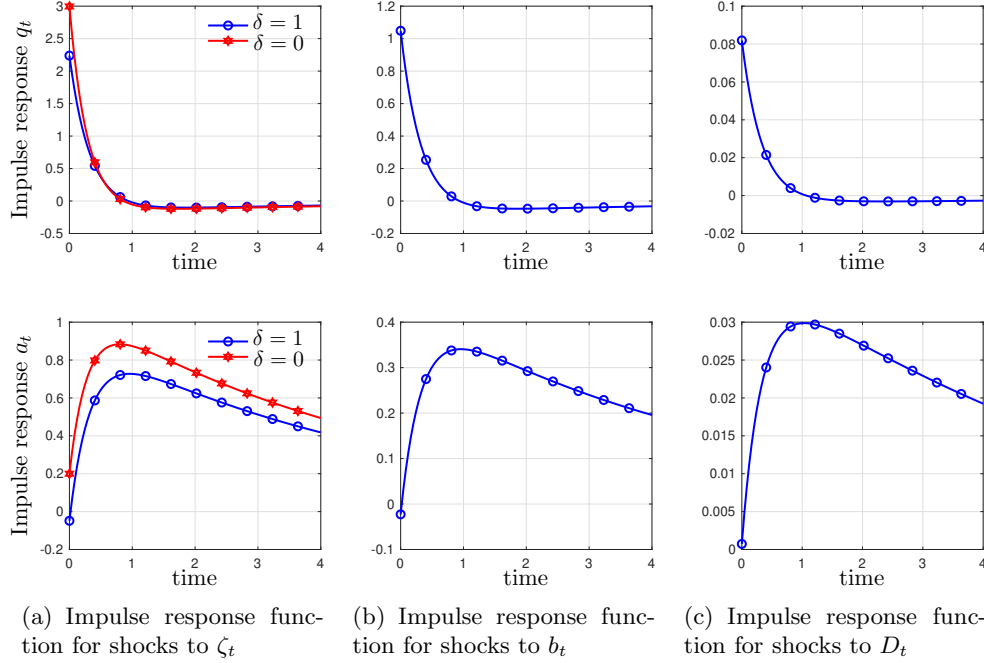 Impulse response q_t
3
2.5
2
1.5
1
0.5
0
-0.5
0 1 2 3 4
time
δ = 1
δ = 0
1.2
1
0.8
0.6
0.4
0.2
0
-0.2
0 1 2 3 4
time
0.1
0.08
0.06
0.04
0.02
0
-0.02
0 1 2 3 4
time
Impulse response a_t
1
0.8
0.6
0.4
0.2
0
-0.2
0 1 2 3 4
time
δ = 1
δ = 0
0.4
0.3
0.2
0.1
0
-0.1
0 1 2 3 4
time
0.03
0.025
0.02
0.015
0.01
0.005
0
0 1 2 3 4
time
(a) Impulse response func-
tion for shocks to ζ_t
(b) Impulse response func-
tion for shocks to b_t
(c) Impulse response func-
tion for shocks to D_t